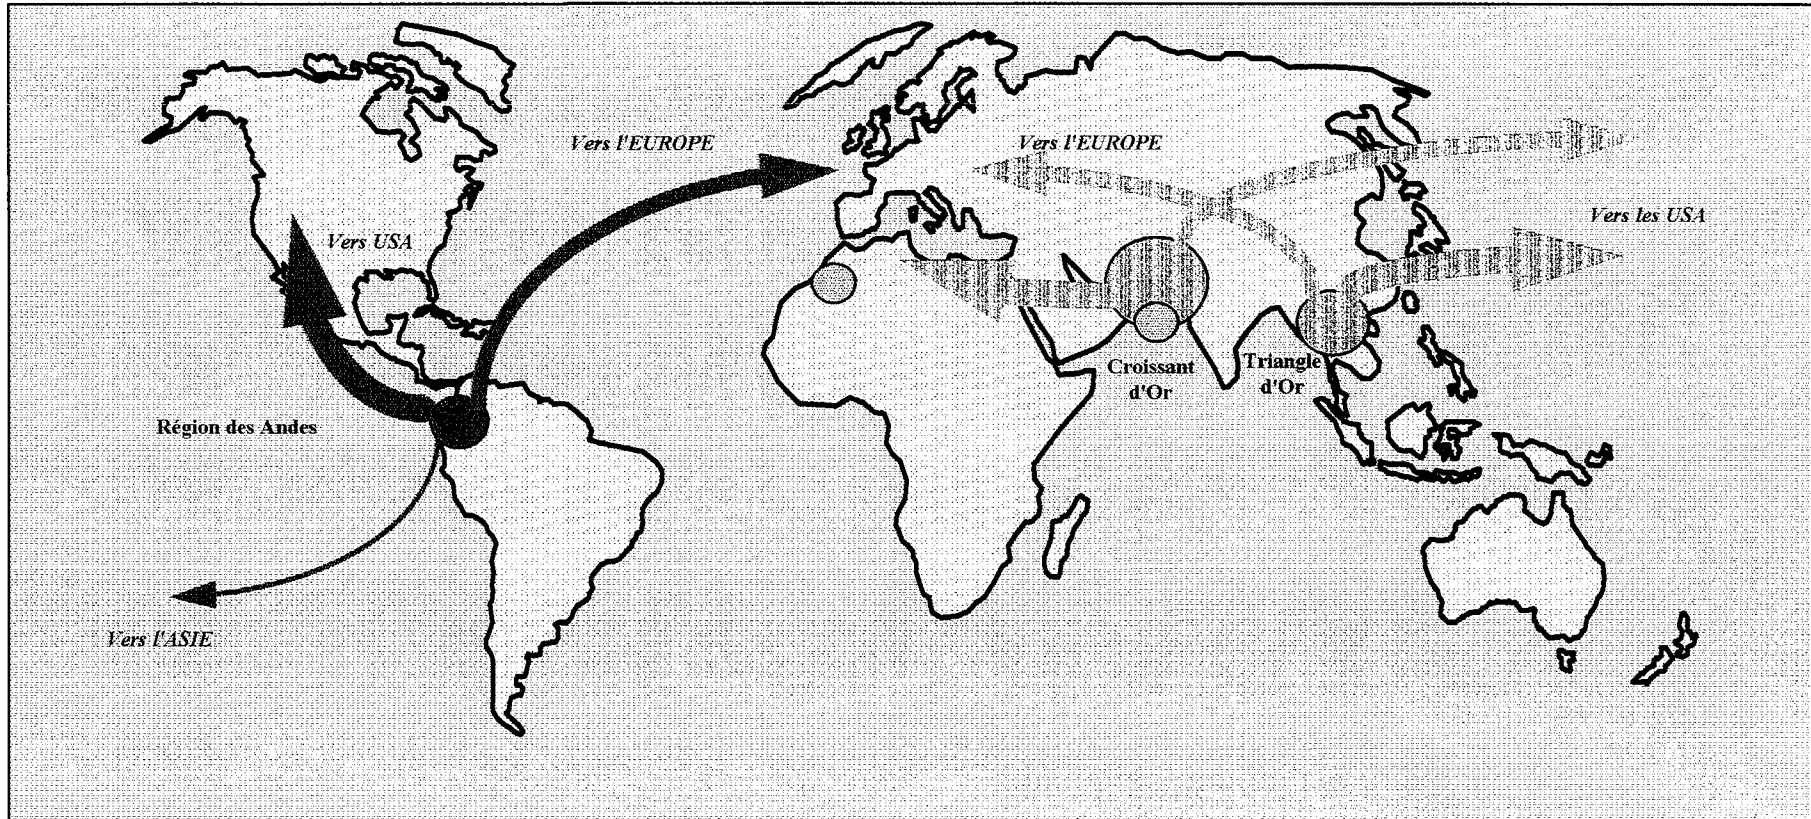 Vers l'EUROPE
Vers l'EUROPE
Vers les USA
Vers USA
Croissant
d'Or
Triangle
d'Or
Région des Andes
Vers l'ASIE